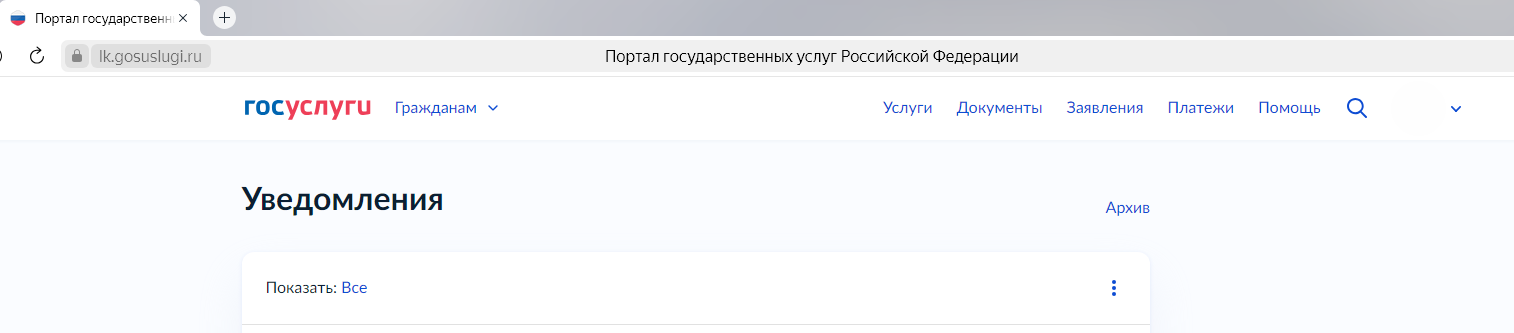 Портал государственн
lk.gosuslugi.ru Портал государственных услуг Российской Федерации
госуслуги Гражданам Услуги Документы Заявления Платежи Помощь
Уведомления
Архив
Показать: Все